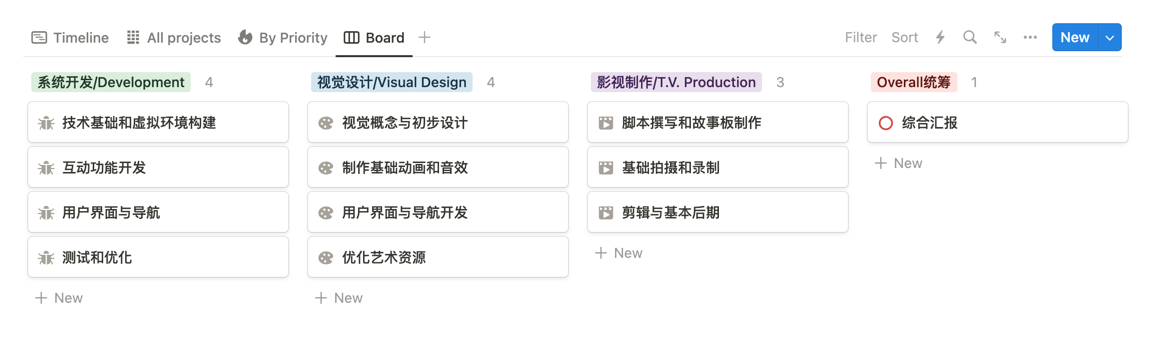 Timeline All projects By Priority Board Filter Sort New
系统开发/Development 4
技术基础和虚拟环境构建
互动功能开发
用户界面与导航
测试和优化
New
视觉设计/Visual Design 4
视觉概念与初步设计
制作基础动画和音效
用户界面与导航开发
优化艺术资源
New
影视制作/T.V. Production 3
脚本撰写和故事板制作
基础拍摄和录制
剪辑与基本后期
New
Overall统筹 1
综合汇报
New